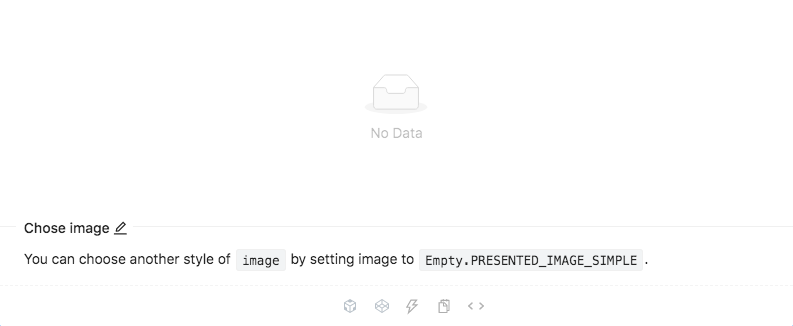 No Data
Chose image
You can choose another style of image by setting image to Empty.PRESENTED_IMAGE_SIMPLE.